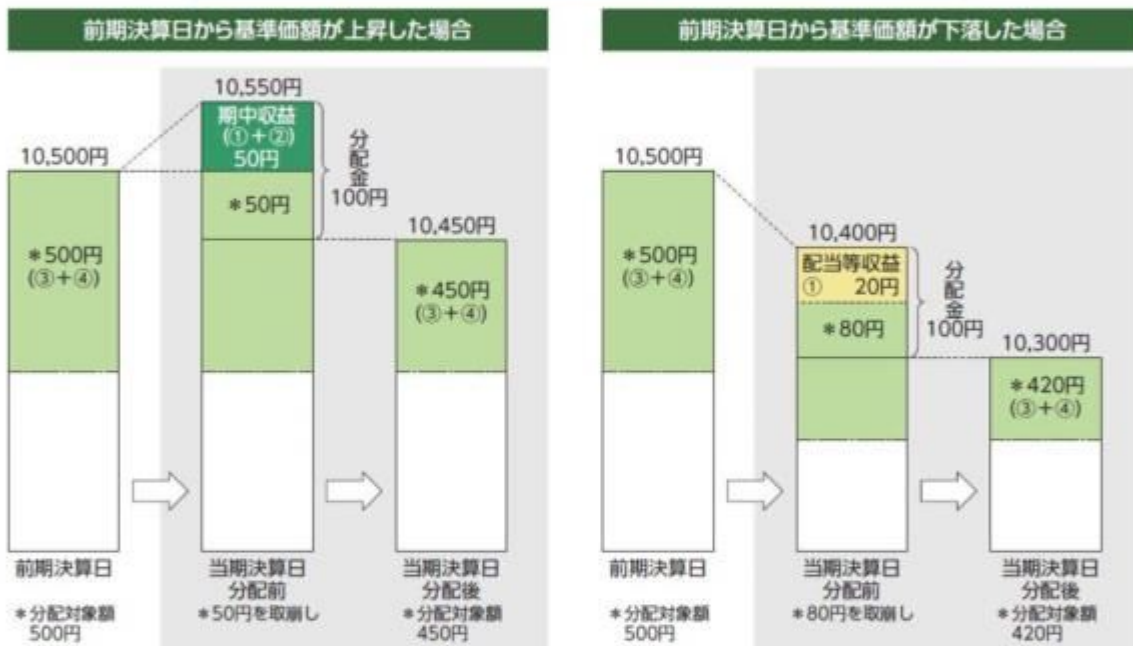 前期決算日から基準価額が上昇した場合
10,550円
期中収益
(①+②)
50円
分配金
100円
10,500円
＊50円
10,450円
＊500円
(③+④)
＊450円
(③+④)
前期決算日
当期決算日
分配前
当期決算日
分配後
＊分配対象額
500円
＊50円を取崩し
＊分配対象額
450円
前期決算日から基準価額が下落した場合
10,500円
10,400円
＊500円
(③+④)
配当等収益
① 20円
分配金
100円
＊80円
10,300円
＊420円
(③+④)
前期決算日
当期決算日
分配前
当期決算日
分配後
＊分配対象額
500円
＊80円を取崩し
＊分配対象額
420円